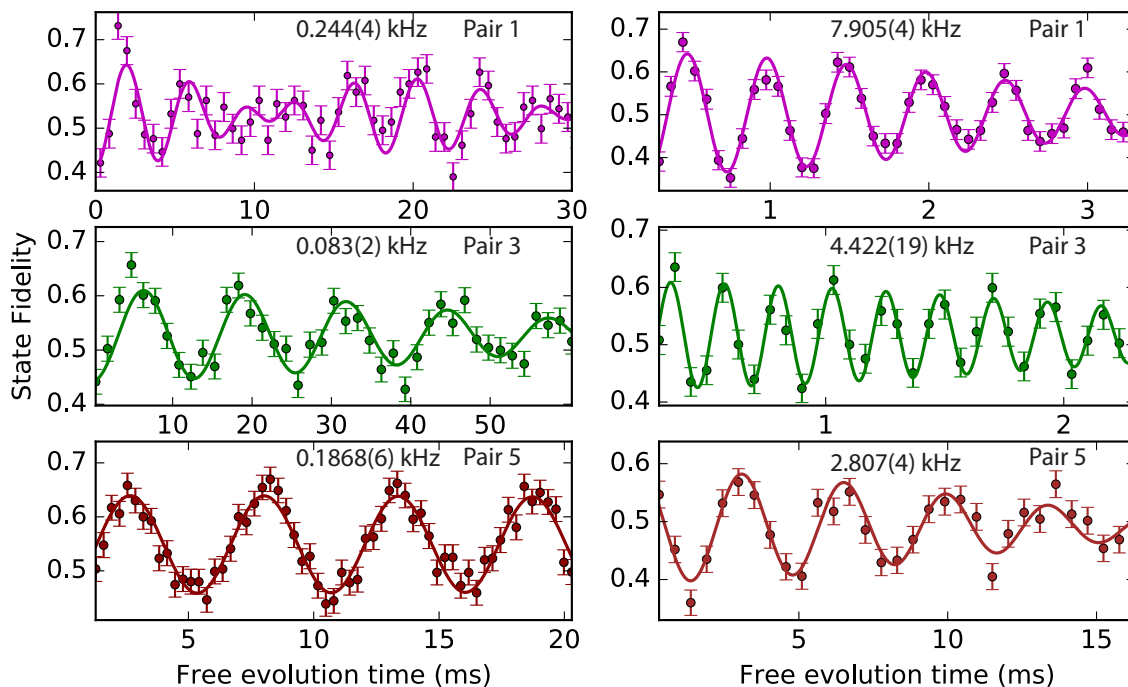 0.244(4) kHz Pair 1
0.7
0.6
0.5
0.4
0 10 20 30
7.905(4) kHz Pair 1
0.7
0.6
0.5
0.4
1 2 3
State Fidelity
0.083(2) kHz Pair 3
0.7
0.6
0.5
0.4
10 20 30 40 50
4.422(19) kHz Pair 3
0.7
0.6
0.5
0.4
1 2
0.1868(6) kHz Pair 5
0.7
0.6
0.5
5 10 15 20
Free evolution time (ms)
2.807(4) kHz Pair 5
0.6
0.5
0.4
5 10 15
Free evolution time (ms)